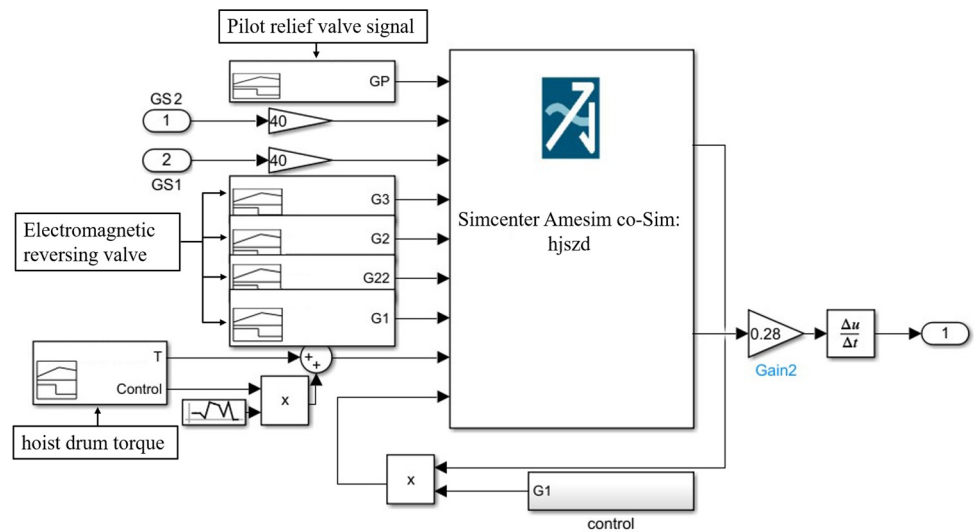 Pilot relief valve signal
GP
GS2
1
40
2
40
GS1
G3
Electromagnetic
reversing valve
G2
G22
G1
Simcenter Amesim co-Sim:
hjszd
T
Control
x
hoist drum torque
0.28
Gain2
Δu
Δt
1
x
G1
control